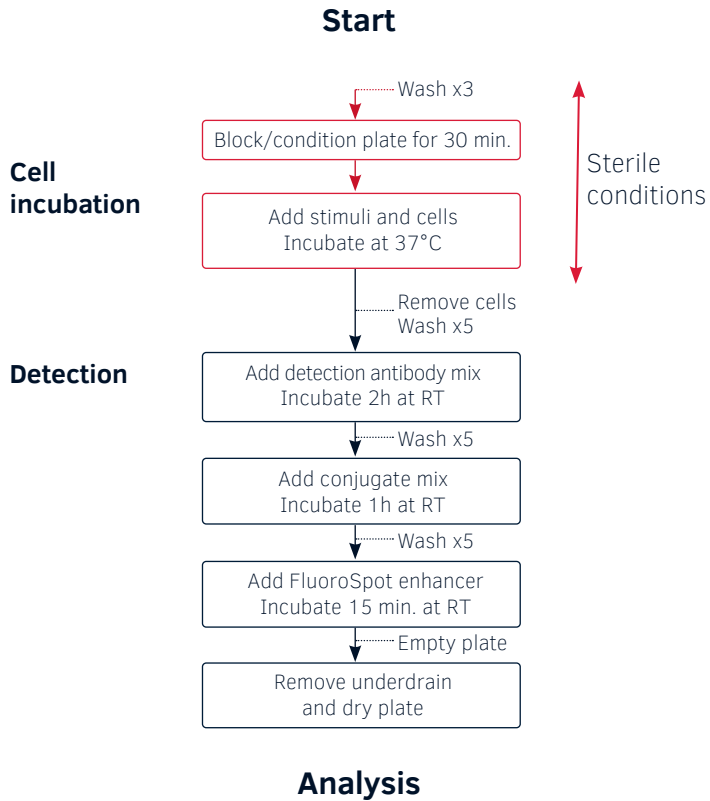 Start
Wash x3
Block/condition plate for 30 min.
Cell
incubation
Sterile
conditions
Add stimuli and cells
Incubate at 37°C
Remove cells
Wash x5
Detection
Add detection antibody mix
Incubate 2h at RT
Wash x5
Add conjugate mix
Incubate 1h at RT
Wash x5
Add FluoroSpot enhancer
Incubate 15 min. at RT
Empty plate
Remove underdrain
and dry plate
Analysis